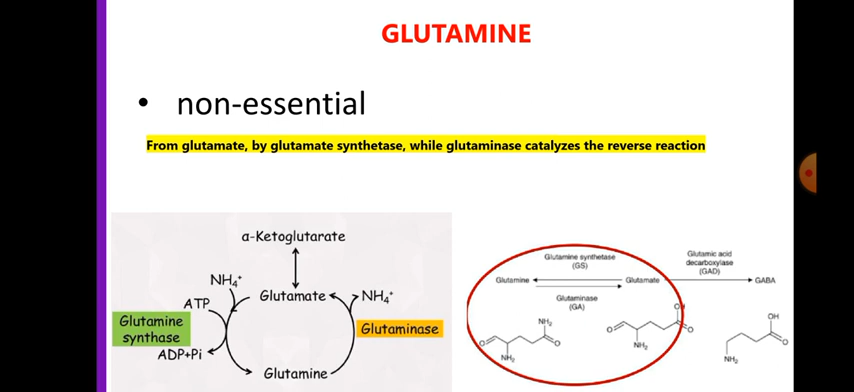 GLUTAMINE
• non-essential
From glutamate, by glutamate synthetase, while glutaminase catalyzes the reverse reaction
α-Ketoglutarate
NH4+
Glutamate
NH4+
ATP
Glutamine
synthase
Glutaminase
ADP+Pi
Glutamine
Glutamine synthetase
(GS)
Glutamic acid
decarboxylase
(GAD)
Glutamine
Glutamate
GABA
Glutaminase
(GA)
NH2
O
O
NH2
O
OH
O
NH2
OH
O
NH2